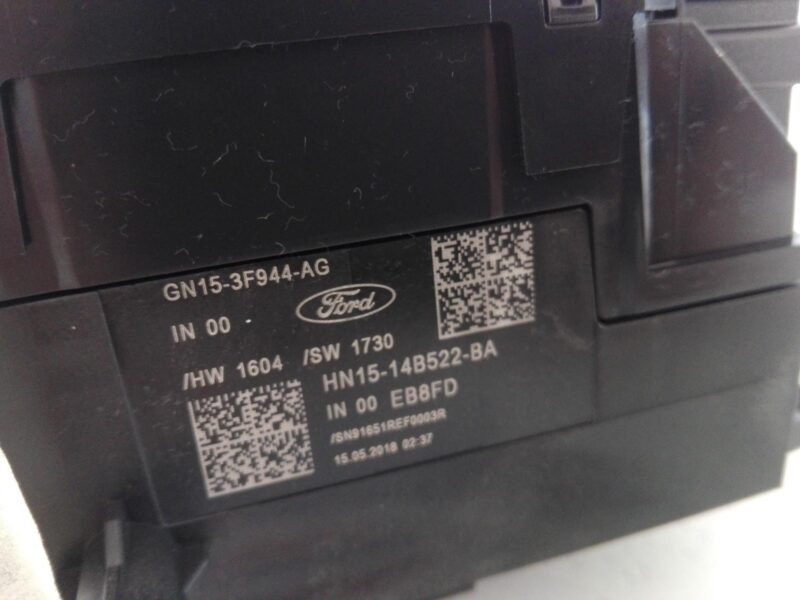 GN15-3F944-AG
IN 00
Ford
/HW 1604 /SW 1730
HN15-14B522-BA
IN 00 EB8FD
/SN91651REF0003R
15.05.2018 02:37